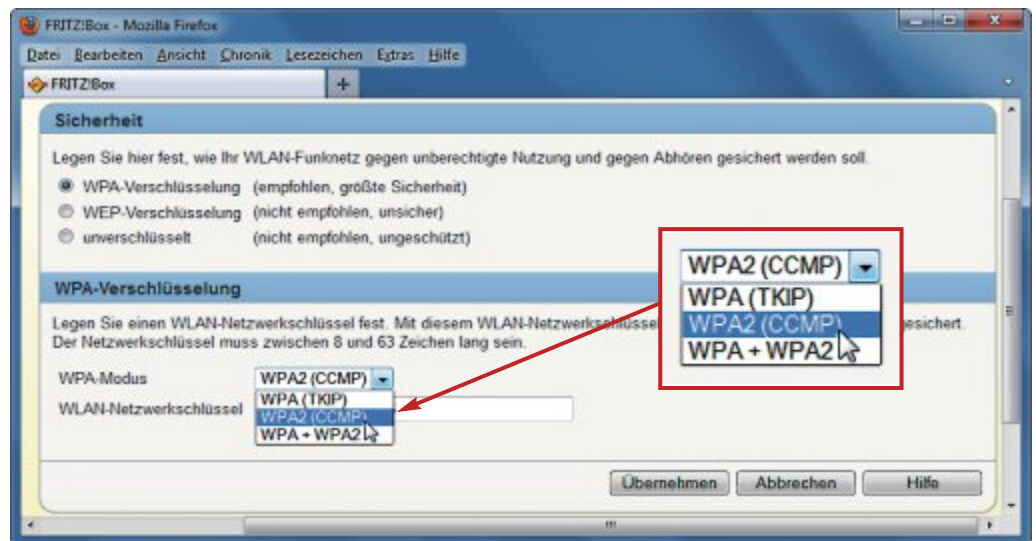 FRITZ!Box - Mozilla Firefox
Datei Bearbeiten Ansicht Chronik Lesezeichen Extras Hilfe
FRITZ!Box
Sicherheit
Legen Sie hier fest, wie Ihr WLAN-Funknetz gegen unberechtigte Nutzung und gegen Abhören gesichert werden soll.
WPA-Verschlüsselung (empfohlen, größte Sicherheit)
WEP-Verschlüsselung (nicht empfohlen, unsicher)
unverschlüsselt (nicht empfohlen, ungeschützt)
WPA2 (CCMP)
WPA (TKIP)
WPA2 (CCMP)
WPA + WPA2
WPA-Verschlüsselung
Legen Sie einen WLAN-Netzwerkschlüssel fest. Mit diesem WLAN-Netzwerkschlüssel gesichert.
Der Netzwerkschlüssel muss zwischen 8 und 63 Zeichen lang sein.
WPA-Modus WPA2 (CCMP)
WPA (TKIP)
WLAN-Netzwerkschlüssel WPA2 (CCMP)
WPA + WPA2
Übernehmen Abbrechen Hilfe